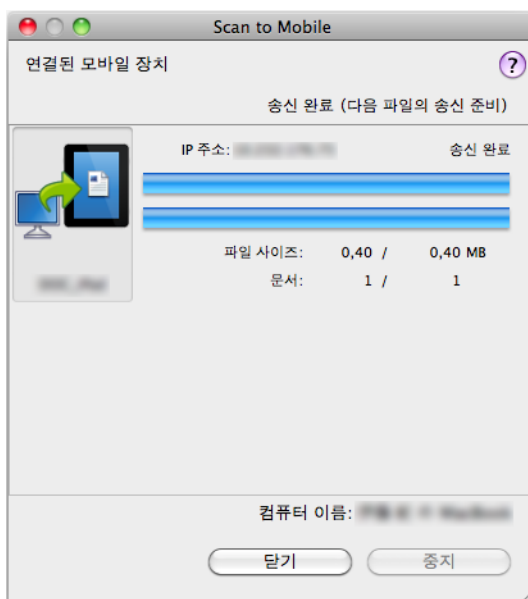 Scan to Mobile
연결된 모바일 장치
?
송신 완료 (다음 파일의 송신 준비)
IP 주소: 송신 완료
파일 사이즈: 0,40 / 0,40 MB
문서: 1 / 1
컴퓨터 이름:
닫기 중지